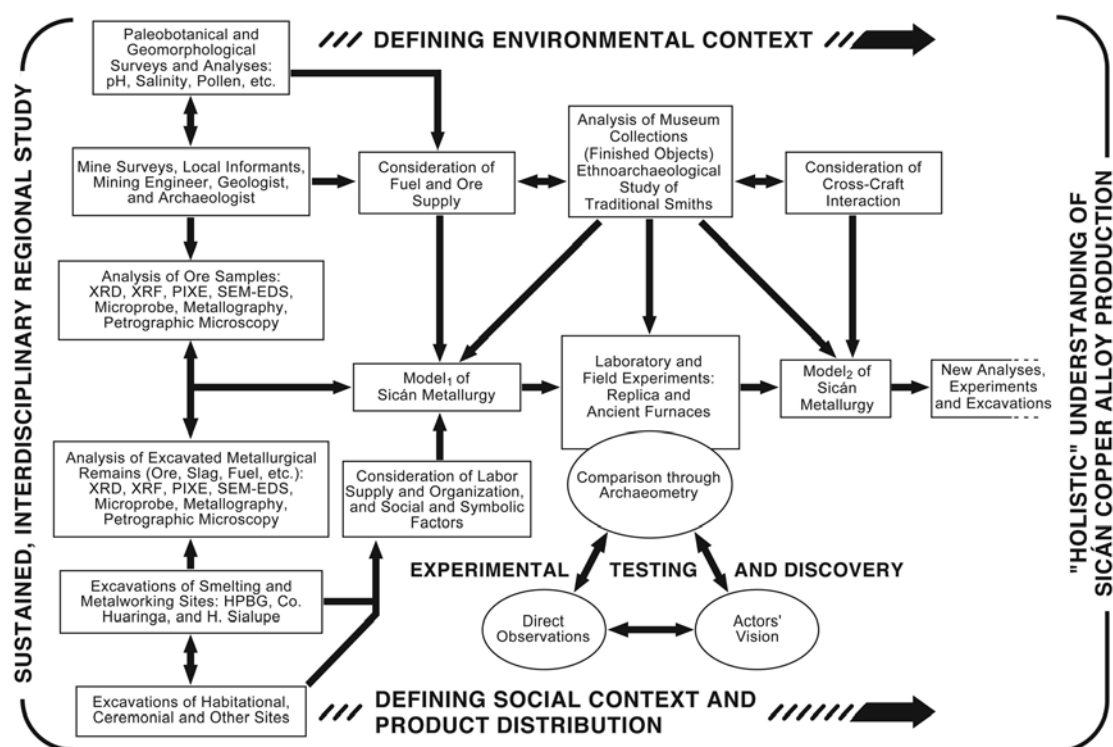 SUSTAINED, INTERDISCIPLINARY REGIONAL STUDY
Paleobotanical and
Geomorphological
Surveys and Analyses:
pH, Salinity, Pollen, etc.
DEFINING ENVIRONMENTAL CONTEXT
Mine Surveys, Local Informants,
Mining Engineer, Geologist,
and Archaeologist
Consideration of
Fuel and Ore
Supply
Analysis of Museum
Collections
(Finished Objects)
Ethnoarchaeological
Study of
Traditional Smiths
Consideration of
Cross-Craft
Interaction
Analysis of Ore Samples:
XRD, XRF, PIXE, SEM-EDS,
Microprobe, Metallography,
Petrographic Microscopy
Model₁ of
Sicán Metallurgy
Laboratory and
Field Experiments:
Replica and
Ancient Furnaces
Model₂ of
Sicán
Metallurgy
New Analyses,
Experiments
and Excavations
Analysis of Excavated Metallurgical
Remains (Ore, Slag, Fuel, etc.):
XRD, XRF, PIXE, SEM-EDS,
Microprobe, Metallography,
Petrographic Microscopy
Consideration of Labor
Supply and Organization,
and Social and Symbolic
Factors
Comparison through
Archaeometry
EXPERIMENTAL TESTING AND DISCOVERY
Excavations of Smelting and
Metalworking Sites: HPBG, Co.
Huaringa, and H. Sialupe
Direct
Observations
Actors'
Vision
Excavations of Habitational,
Ceremonial and Other Sites
DEFINING SOCIAL CONTEXT AND
PRODUCT DISTRIBUTION
"HOLISTIC" UNDERSTANDING OF
SICÁN COPPER ALLOY PRODUCTION